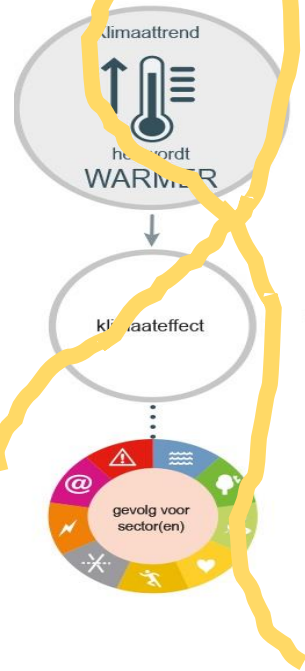 Klimaattrend
het wordt
WARMER
klimaateffect
@
gevolg voor
sector(en)